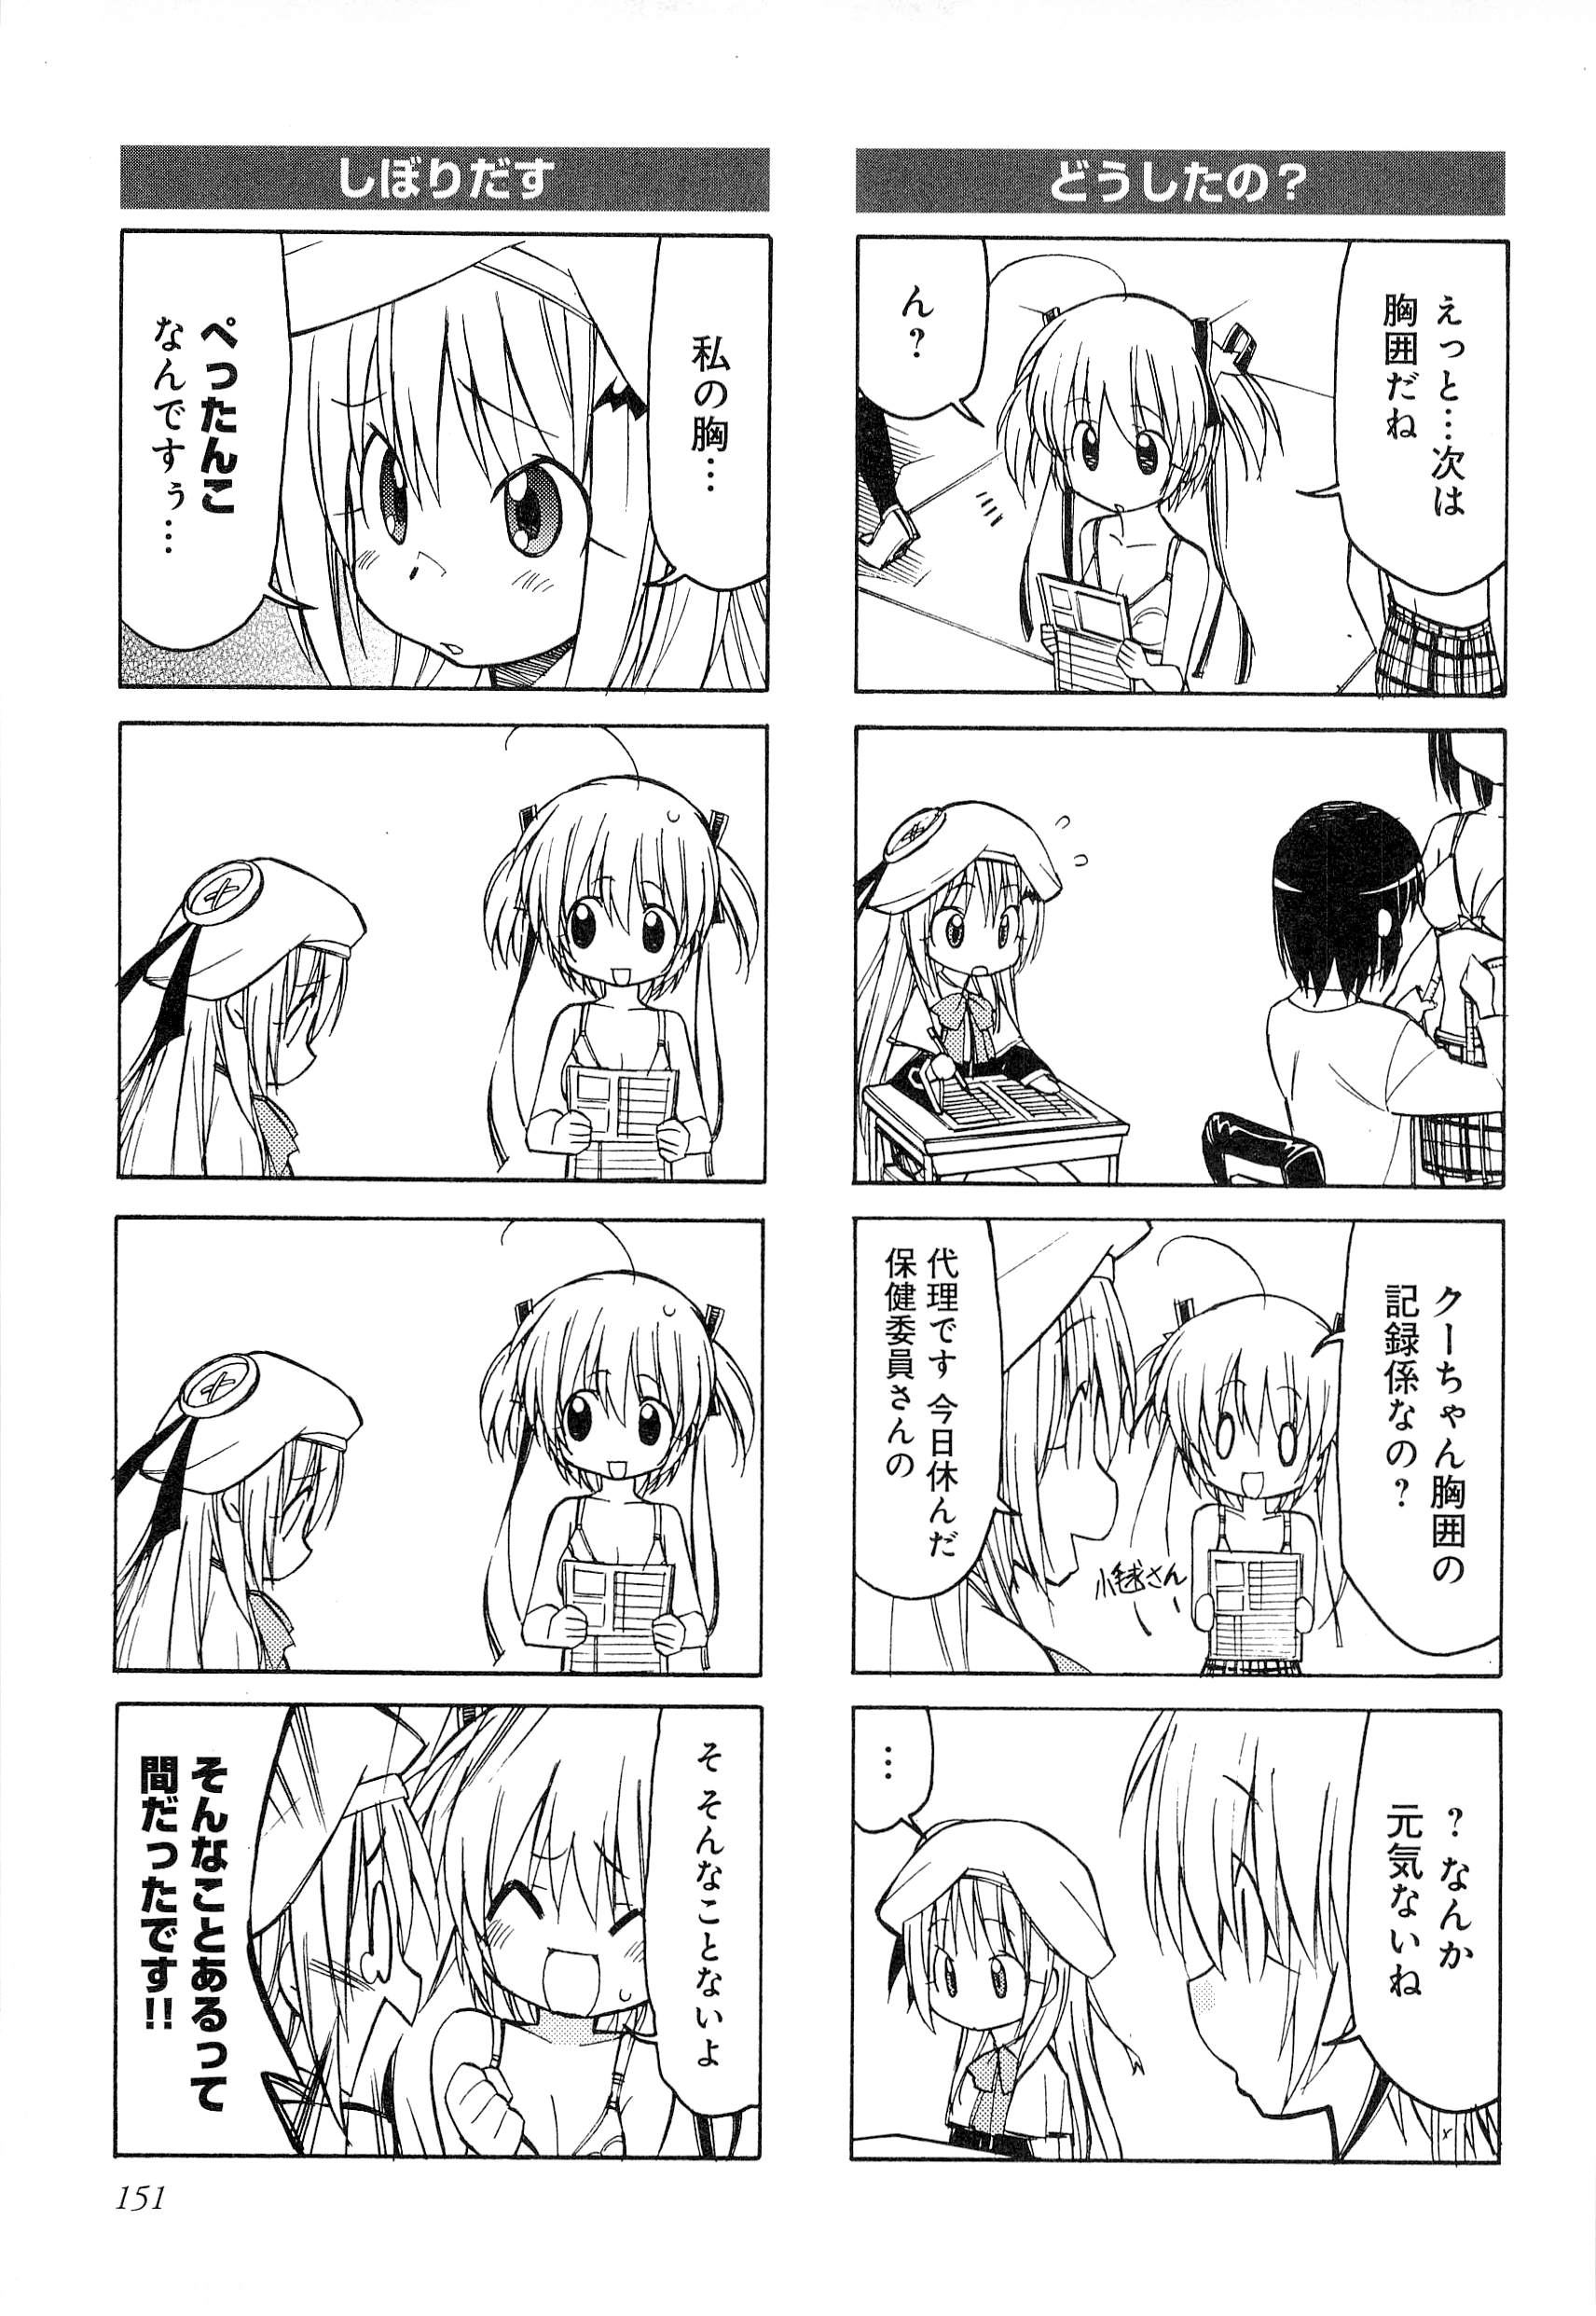 どうしたの？
えっと…次は
胸囲だね
ん？
クーちゃん胸囲の
記録係なの？
小毬さん
代理です 今日休んだ
保健委員さんの
？なんか
元気ないね
…
しぼりだす
私の胸…
ぺったんこ
なんですぅ…
そ そんなことないよ
そんなことあるって
間だったです!!
151